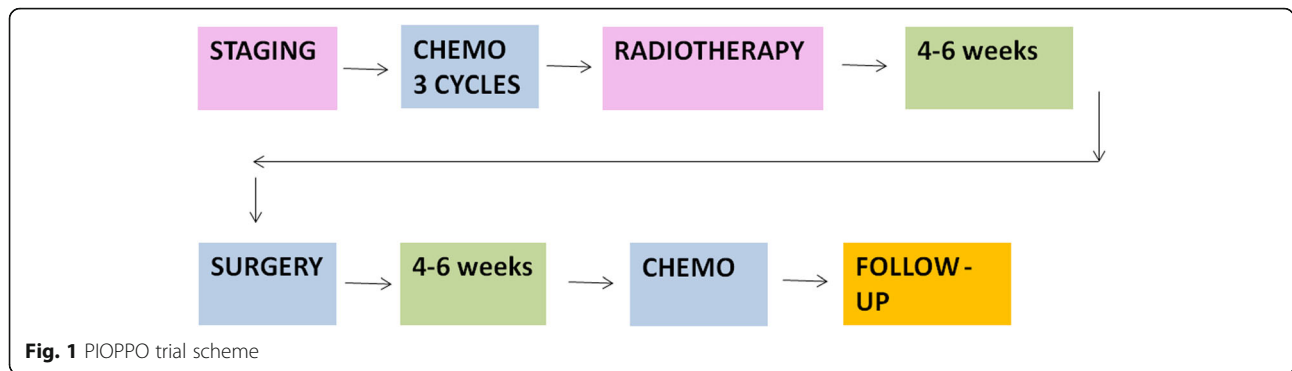 STAGING
CHEMO
3 CYCLES
RADIOTHERAPY
4-6 weeks
SURGERY
4-6 weeks
CHEMO
FOLLOW -
UP
Fig. 1 PIOPPO trial scheme